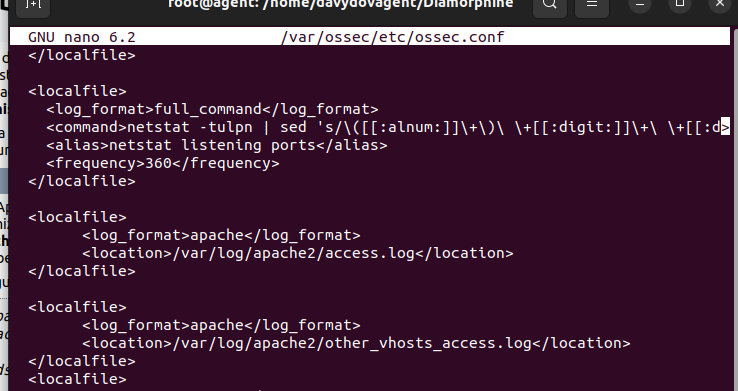 root@agent: /home/davydovagent/Diamorphine
GNU nano 6.2 /var/ossec/etc/ossec.conf
</localfile>
<localfile>
<log_format>full_command</log_format>
<command>netstat -tulpn | sed 's/\([[:alnum:]]\+\)\ \+[[:digit:]]\+\ \+[[:d>
<alias>netstat listening ports</alias>
<frequency>360</frequency>
</localfile>
<localfile>
<log_format>apache</log_format>
<location>/var/log/apache2/access.log</location>
</localfile>
<localfile>
<log_format>apache</log_format>
<location>/var/log/apache2/other_vhosts_access.log</location>
</localfile>
<localfile>